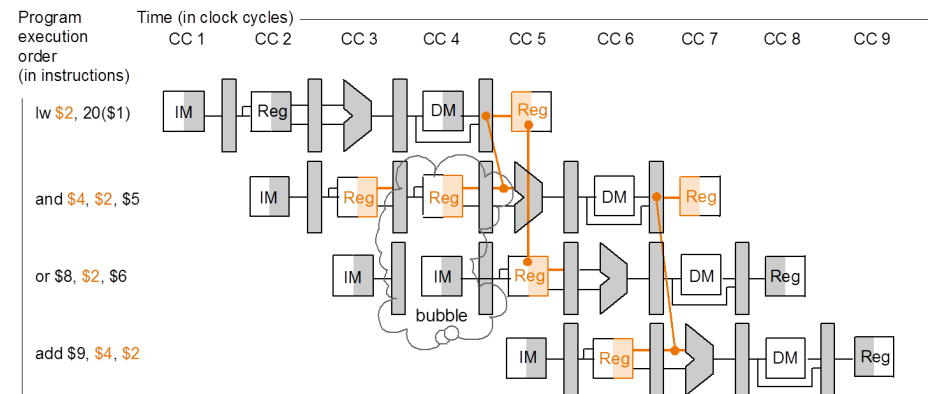 Program
execution
order
(in instructions)
Time (in clock cycles)
CC 1 CC 2 CC 3 CC 4 CC 5 CC 6 CC 7 CC 8 CC 9
lw $2, 20($1)
IM Reg DM Reg
and $4, $2, $5
IM Reg Reg DM Reg
or $8, $2, $6
IM IM Reg DM Reg
bubble
add $9, $4, $2
IM Reg DM Reg